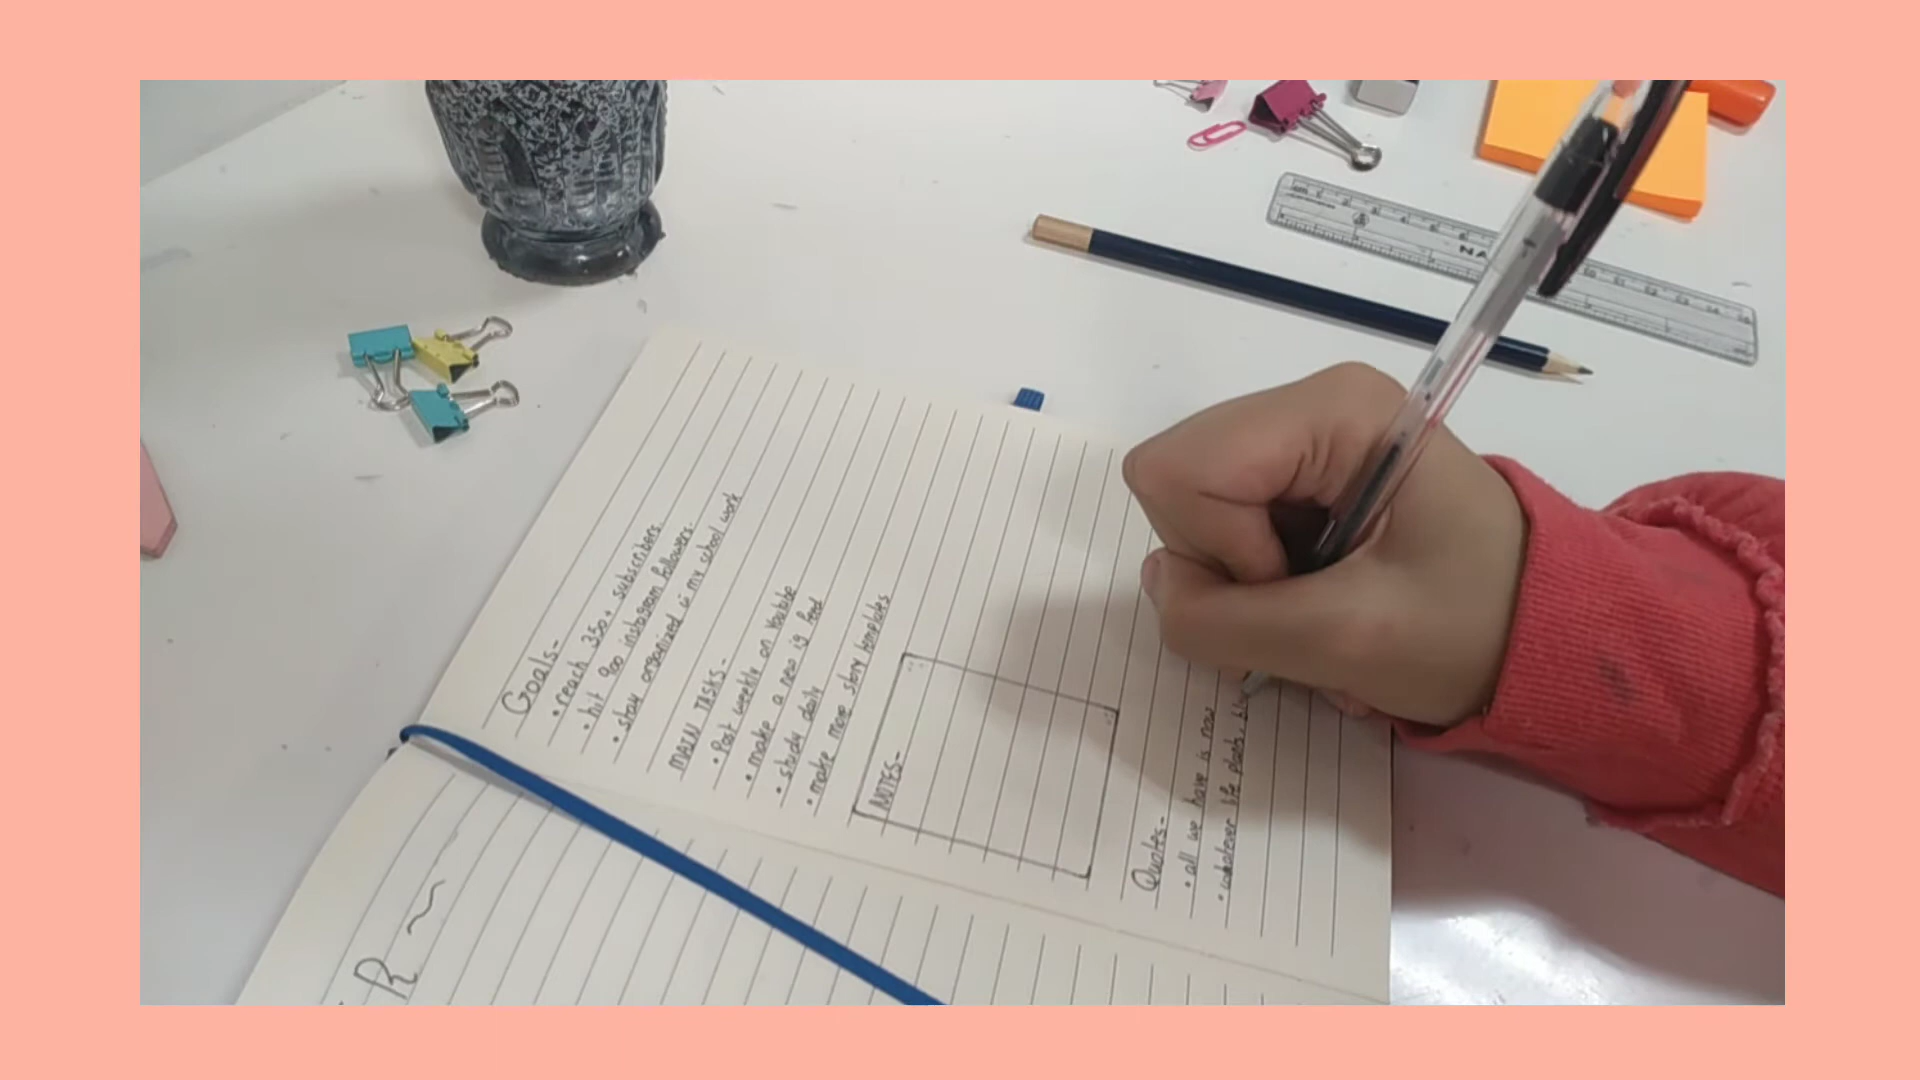 Goals-
• reach 350+ subscribers.
• hit 900 instagram followers.
• stay organized in my school work
MAIN TASKS-
• Post weekly on Youtube
• make a new ig feed
• study daily
• make more story templates
NOTES-
Quotes-
• all we have is now
• whatever life plants,
R
NA